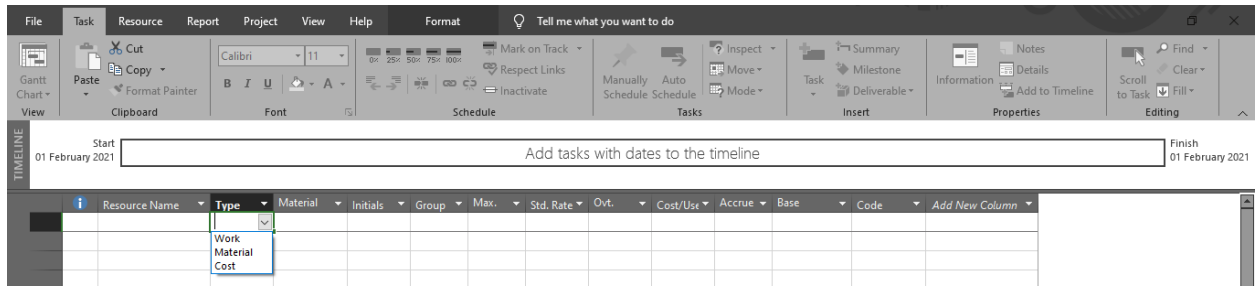 File Task Resource Report Project View Help Format Tell me what you want to do
Gantt Chart
View
Paste
Cut
Copy
Format Painter
Clipboard
Calibri 11
B I U A
Font
0% 25% 50% 75% 100%
Mark on Track
Respect Links
Inactivate
Schedule
Manually Schedule
Auto Schedule
Inspect
Move
Mode
Tasks
Task
Summary
Milestone
Deliverable
Insert
Information
Notes
Details
Add to Timeline
Properties
Scroll to Task
Find
Clear
Fill
Editing
TIMELINE
Start
01 February 2021
Add tasks with dates to the timeline
Finish
01 February 2021
Resource Name Type Material Initials Group Max. Std. Rate Ovt. Cost/Use Accrue Base Code Add New Column
Work
Material
Cost